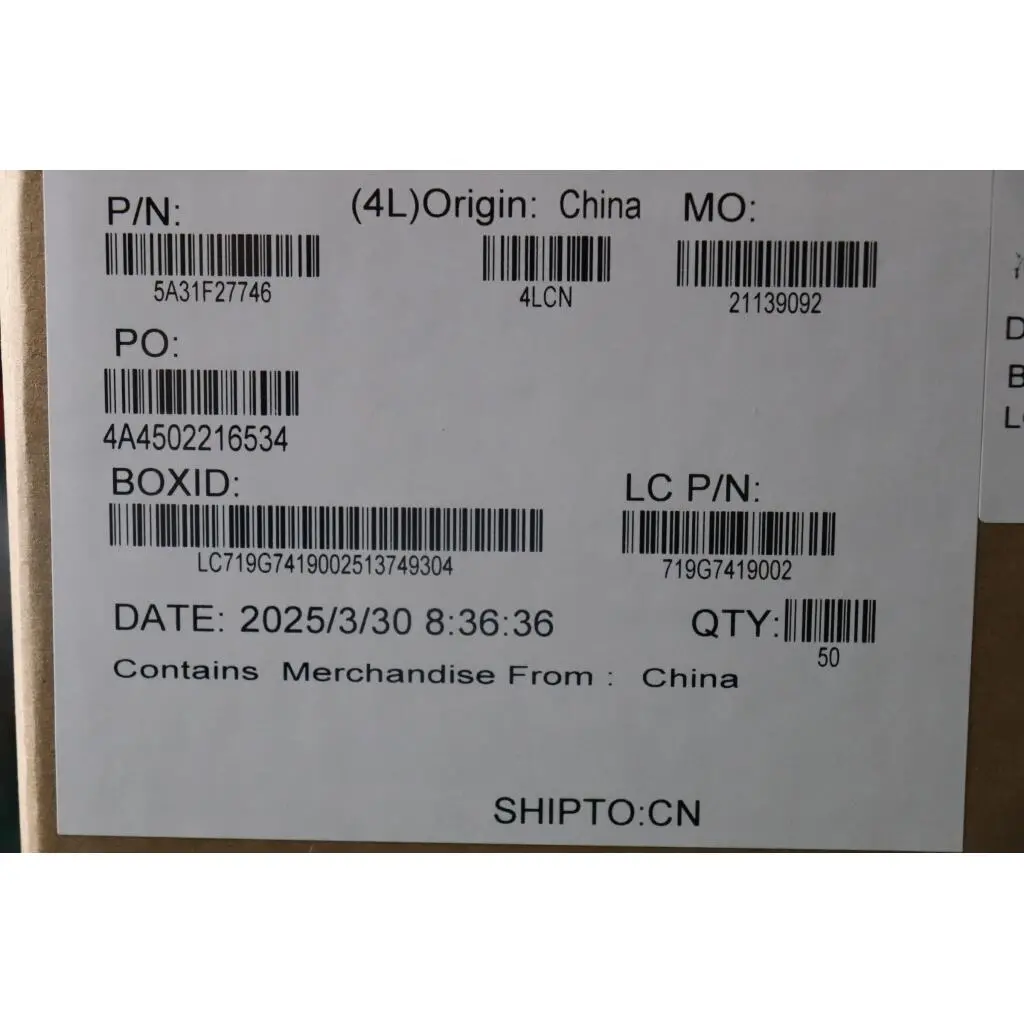 P/N: (4L)Origin: China MO:
5A31F27746 4LCN 21139092
PO:
4A4502216534
BOXID: LC P/N:
LC719G7419002513749304 719G7419002
DATE: 2025/3/30 8:36:36 QTY:
50
Contains Merchandise From : China
SHIPTO:CN